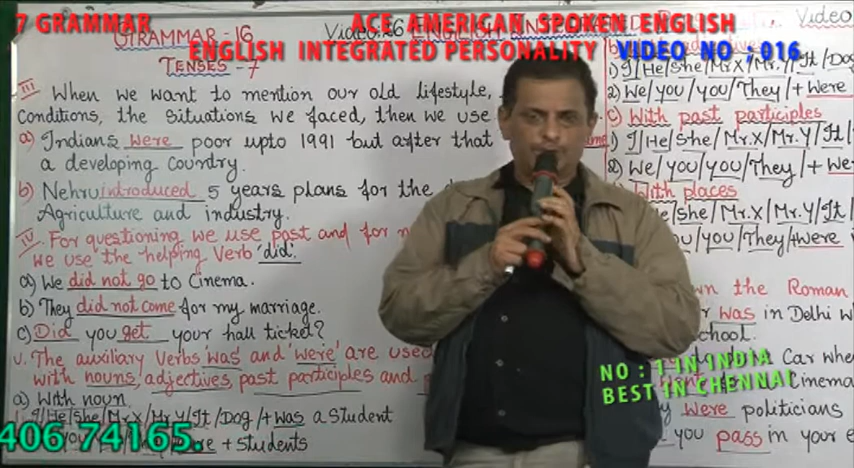 7 GRAMMAR
ACE AMERICAN SPOKEN ENGLISH
ENGLISH INTEGRATED PERSONALITY VIDEO NO ; 016
GRAMMAR - 16
TENSES - 7
III When we want to mention our old lifestyle,
Conditions, the situations we faced, then we use
a) Indians were poor upto 1991 but after that
a developing Coundry.
b) Nehru introduced 5 years plans for the
Agriculture and industry.
IV For questioning we use past and for
we use the helping Verb 'did'.
a) We did not go to Cinema.
b) They did not come for my marriage.
c) Did you get your hall ticket?
V. The auxiliary Verbs was and 'were' are used
with nouns, adjectives, past participles and
a) With noun
I/He/She/Mr.X/Mr.Y/It/Dog/+was a Student
were + students
406 74165.
Video
1) I/He/She/Mr.X/Mr.Y/It/Dog
2) We/you/you/They/+were
c) With past participles
1) I/He/She/Mr.X/Mr.Y/It/
2) We/you/you/They/+
With places
He/She/Mr.X/Mr.Y/It/
you/They/+were
the Roman
was in Delhi
school.
Car
Cinema
were politicians
you pass in your
NO : 1 IN INDIA
BEST IN CHENNAI